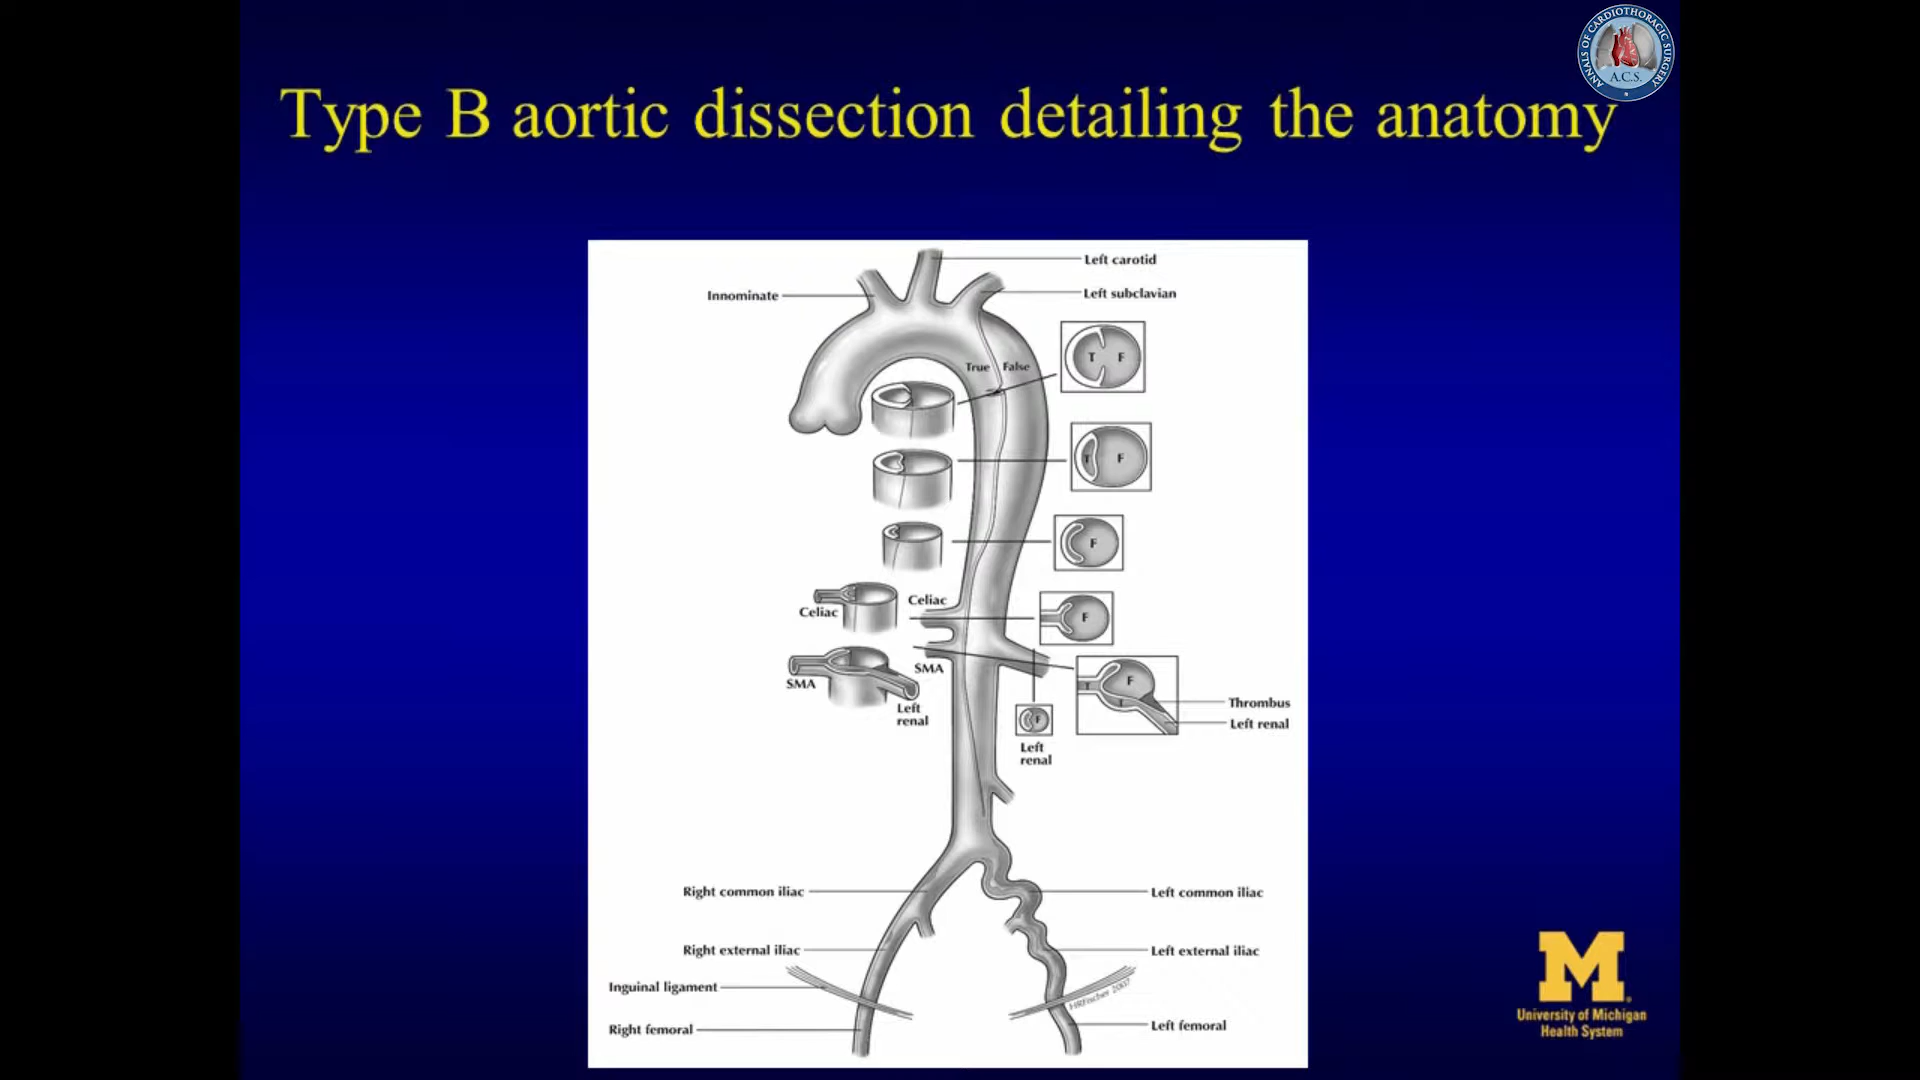 ANNALS OF CARDIOTHORACIC SURGERY
A.C.S.
Type B aortic dissection detailing the anatomy
Left carotid
Innominate
Left subclavian
True
False
T F
T F
F
Celiac
Celiac
F
SMA
SMA
Left
renal
T
F
T
Thrombus
Left renal
F
Left
renal
Right common iliac
Left common iliac
Right external iliac
Left external iliac
Inguinal ligament
HRFischer 2007
Right femoral
Left femoral
M
University of Michigan
Health System